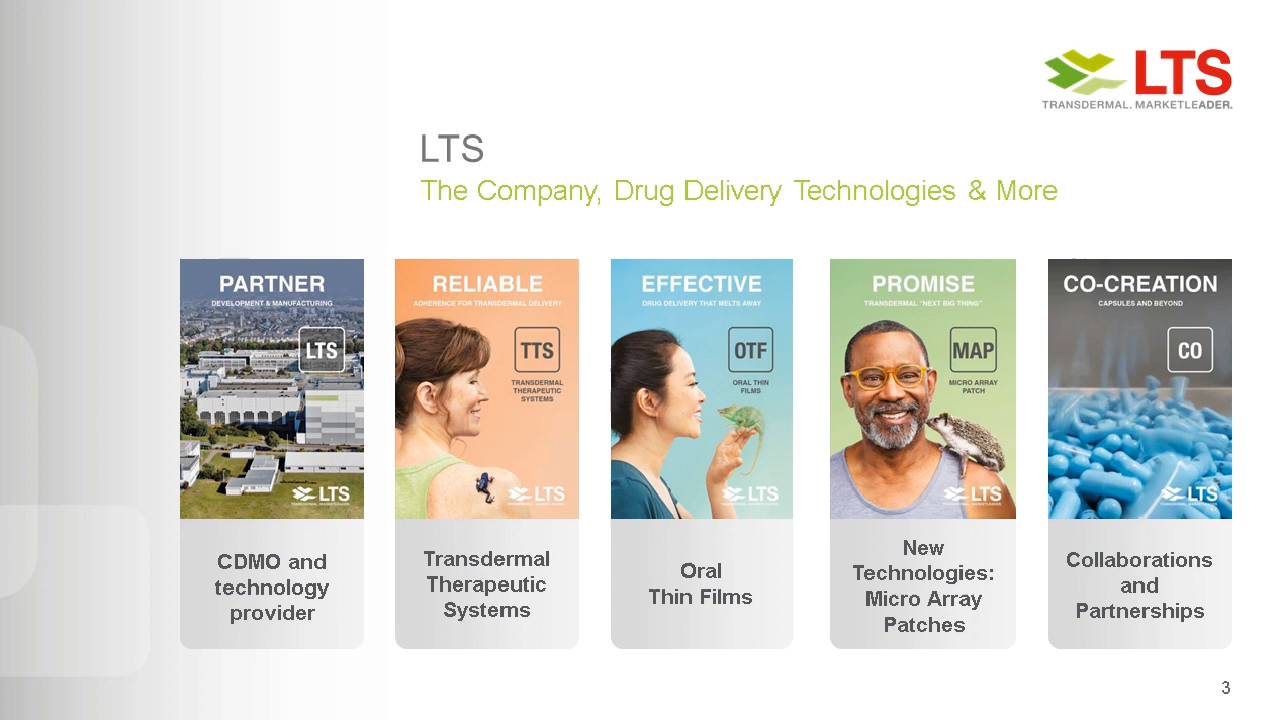 LTS
TRANSDERMAL. MARKETLEADER.
LTS
The Company, Drug Delivery Technologies & More
PARTNER
DEVELOPMENT & MANUFACTURING
LTS
LTS
CDMO and
technology
provider
RELIABLE
ADHERENCE FOR TRANSDERMAL DELIVERY
TTS
TRANSDERMAL
THERAPEUTIC
SYSTEMS
LTS
Transdermal
Therapeutic
Systems
EFFECTIVE
DRUG DELIVERY THAT MELTS AWAY
OTF
ORAL THIN
FILMS
LTS
Oral
Thin Films
PROMISE
TRANSDERMAL "NEXT BIG THING"
MAP
MICRO ARRAY
PATCH
LTS
New
Technologies:
Micro Array
Patches
CO-CREATION
CAPSULES AND BEYOND
CO
LTS
Collaborations
and
Partnerships
3